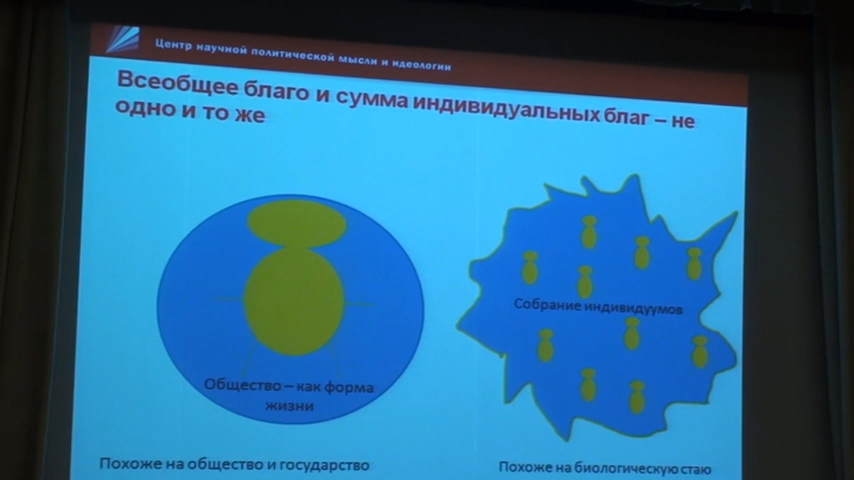 Центр научной политической мысли и идеологии
Всеобщее благо и сумма индивидуальных благ – не
одно и то же
Общество – как форма
жизни
Собрание индивидуумов
Похоже на общество и государство
Похоже на биологическую стаю